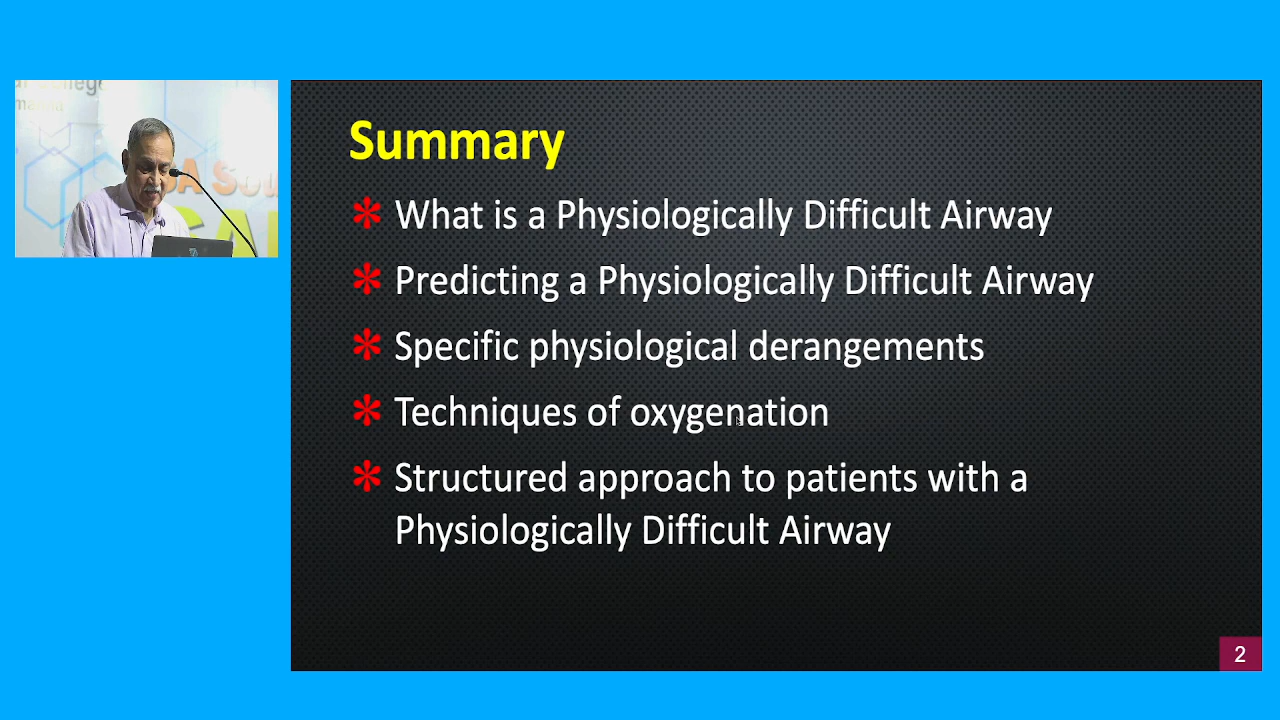 Summary
What is a Physiologically Difficult Airway
Predicting a Physiologically Difficult Airway
Specific physiological derangements
Techniques of oxygenation
Structured approach to patients with a
Physiologically Difficult Airway
2